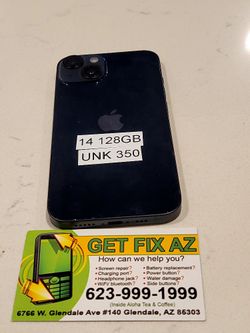 14 128GB
UNK 350
GET FIX AZ
How can we help you?
• Screen repair?
• Charging port?
• Headphone jack?
• WiFi/ bluetooth?
• Battery replacement?
• Power button?
• Water damage?
• Side buttons?
623-999-1999
(Inside Aloha Tea & Coffee)
6766 W. Glendale Ave #140 Glendale, AZ 85303